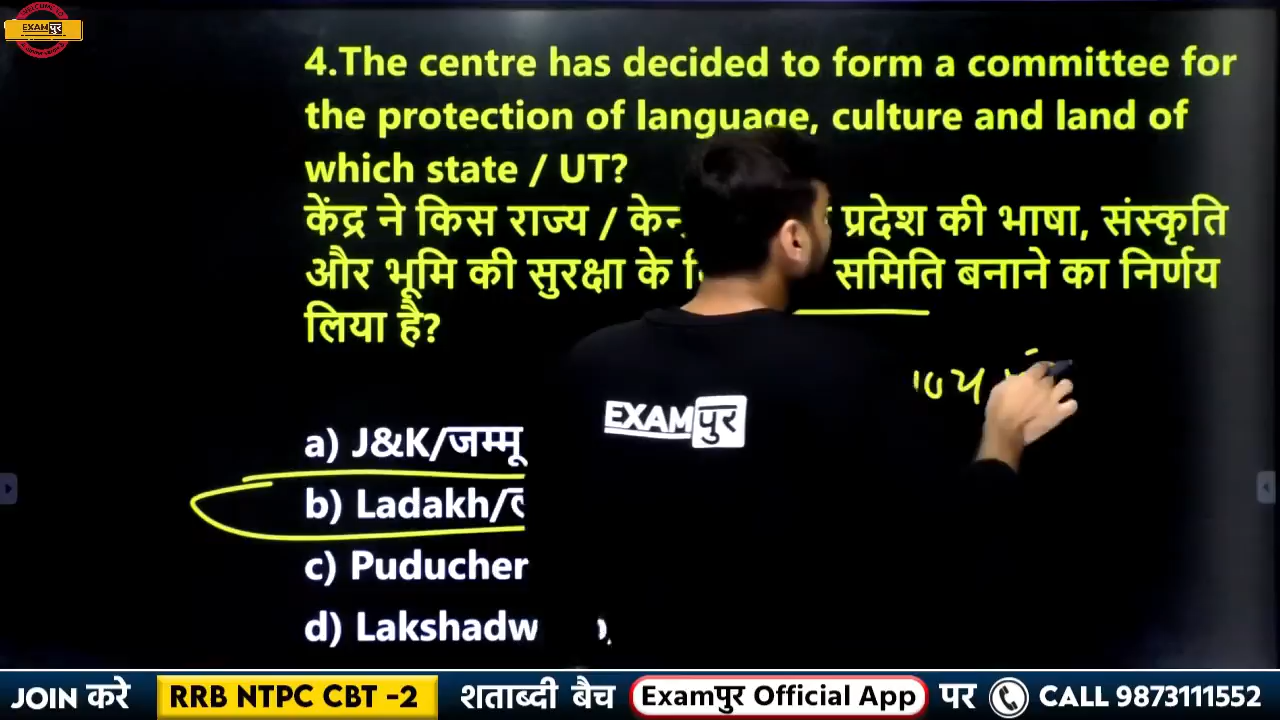 WELCOME TO
EXAMपुर
4.The centre has decided to form a committee for
the protection of language, culture and land of
which state / UT?
केंद्र ने किस राज्य / प्रदेश की भाषा, संस्कृति
और भूमि की सुरक्षा के समिति बनाने का निर्णय
लिया है?
EXAMपुर
a) J&K/जम्मू
b) Ladakh/
c) Puducher
d) Lakshadw
JOIN करे RRB NTPC CBT -2 शताब्दी बैच Examपुर Official App पर CALL 9873111552